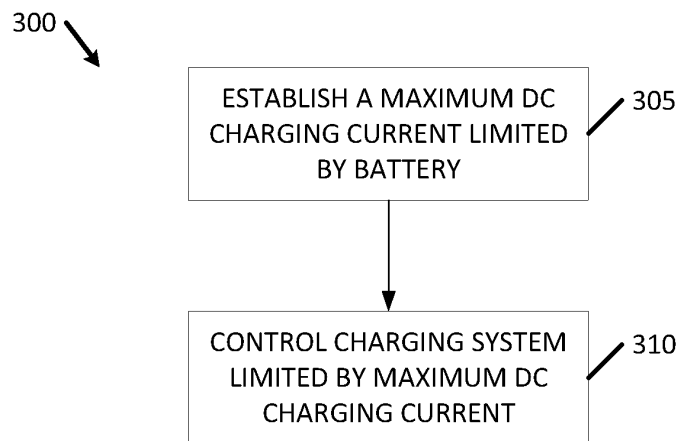 300
ESTABLISH A MAXIMUM DC
CHARGING CURRENT LIMITED
BY BATTERY
305
CONTROL CHARGING SYSTEM
LIMITED BY MAXIMUM DC
CHARGING CURRENT
310